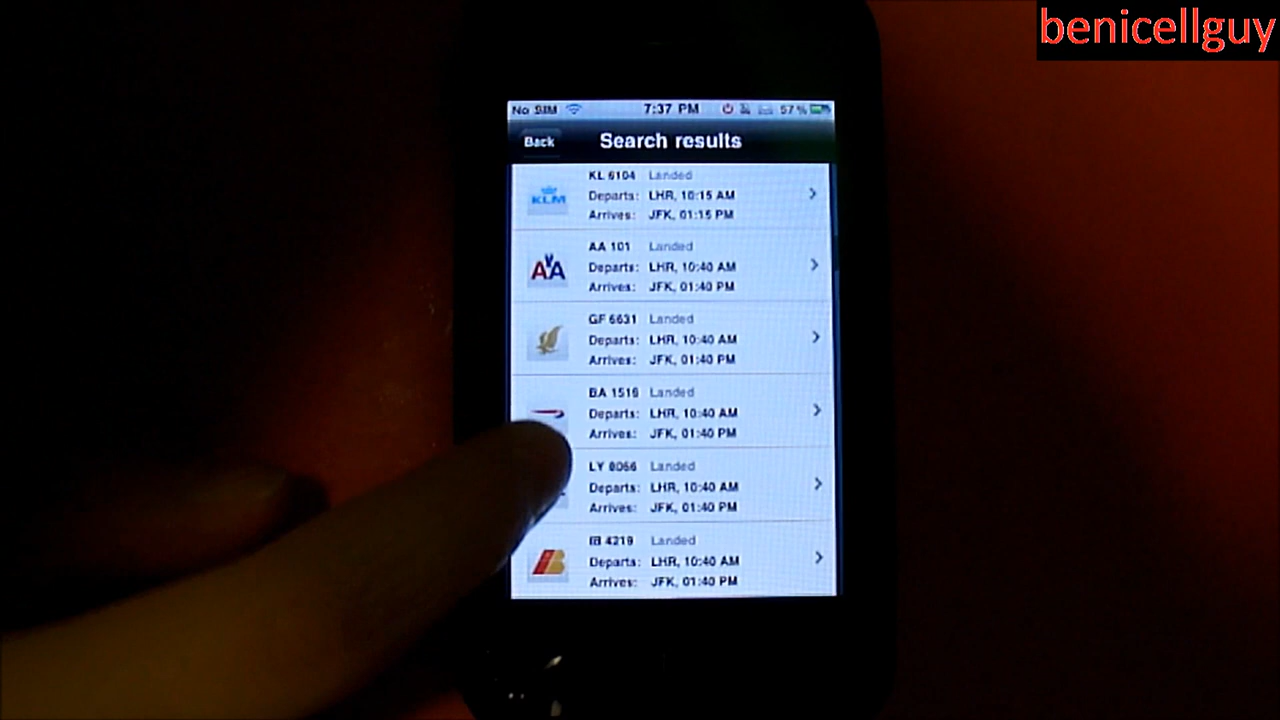 benicellguy
No SIM 7:37 PM 57%
Back Search results
KL 6104 Landed
KLM Departs: LHR, 10:15 AM
Arrives: JFK, 01:15 PM
AA 101 Landed
AA Departs: LHR, 10:40 AM
Arrives: JFK, 01:40 PM
GF 6631 Landed
Departs: LHR, 10:40 AM
Arrives: JFK, 01:40 PM
BA 1516 Landed
Departs: LHR, 10:40 AM
Arrives: JFK, 01:40 PM
LY 8056 Landed
Departs: LHR, 10:40 AM
Arrives: JFK, 01:40 PM
IB 4219 Landed
IB Departs: LHR, 10:40 AM
Arrives: JFK, 01:40 PM